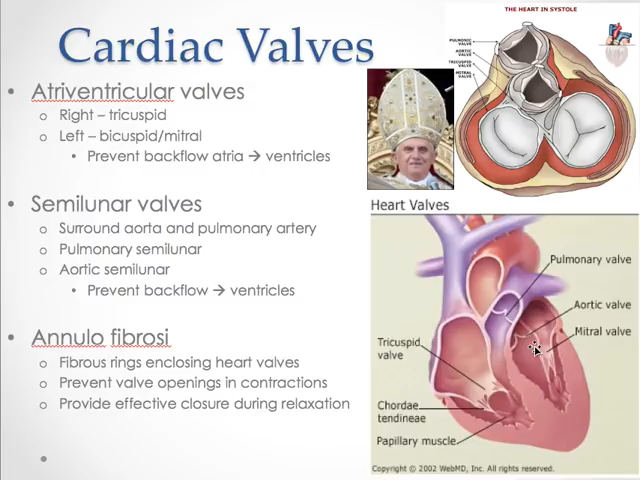 Cardiac Valves
Atriventricular valves
Right – tricuspid
Left – bicuspid/mitral
Prevent backflow atria → ventricles
Semilunar valves
Surround aorta and pulmonary artery
Pulmonary semilunar
Aortic semilunar
Prevent backflow → ventricles
Annulo fibrosi
Fibrous rings enclosing heart valves
Prevent valve openings in contractions
Provide effective closure during relaxation
THE HEART IN SYSTOLE
PULMONIC
VALVE
AORTIC
VALVE
TRICUSPID
VALVE
MITRAL
VALVE
Heart Valves
Pulmonary valve
Aortic valve
Mitral valve
Tricuspid
valve
Chordae
tendineae
Papillary muscle
Copyright © 2002 WebMD, Inc. All rights reserved.